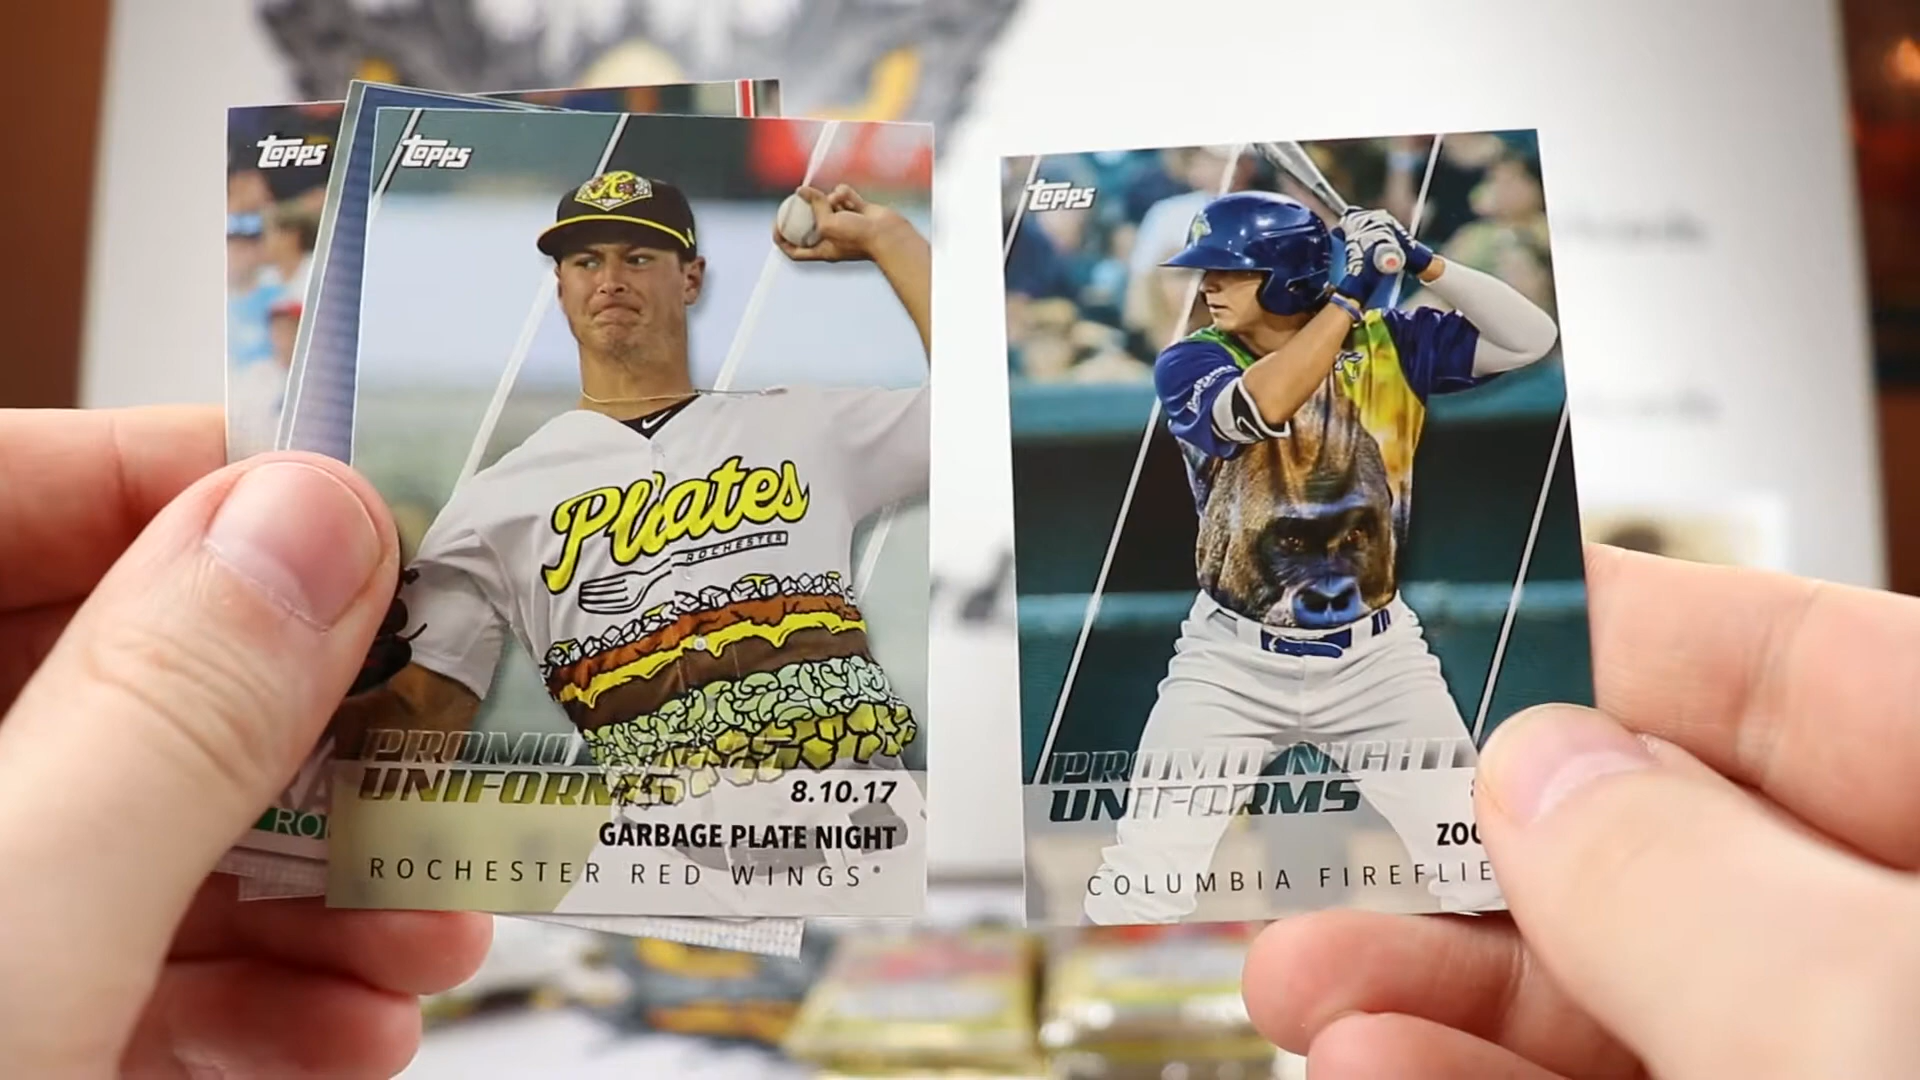 Topps
Topps
Plates
ROCHESTER
PROMO
UNIFORMS
8.10.17
GARBAGE PLATE NIGHT
ROCHESTER RED WINGS
Topps
PROMO NIGHT
UNIFORMS
ZOO
COLUMBIA FIREFLIE